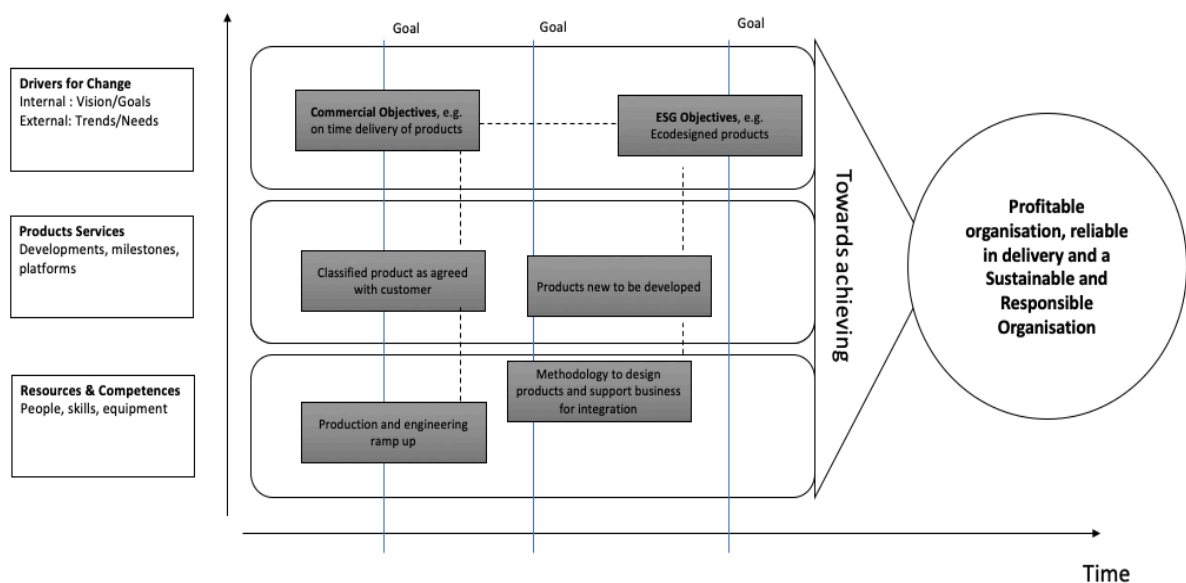 Goal
Goal
Goal
Drivers for Change
Internal : Vision/Goals
External: Trends/Needs
Commercial Objectives, e.g.
on time delivery of products
ESG Objectives, e.g.
Ecodesigned products
Products Services
Developments, milestones,
platforms
Classified product as agreed
with customer
Products new to be developed
Resources & Competences
People, skills, equipment
Methodology to design
products and support business
for integration
Production and engineering
ramp up
Towards achieving
Profitable
organisation, reliable
in delivery and a
Sustainable and
Responsible
Organisation
Time